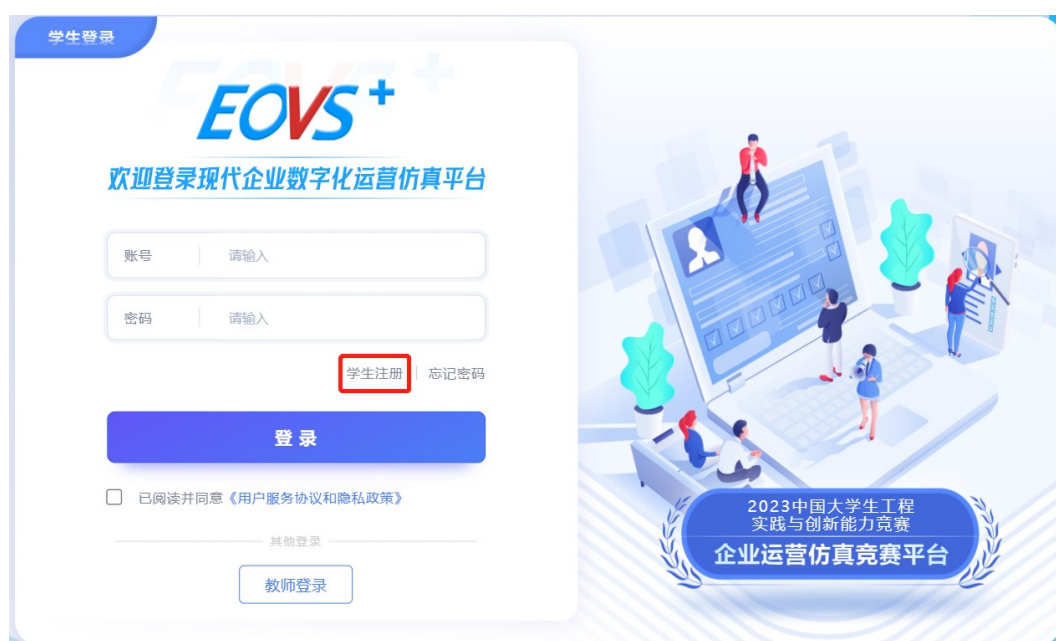 学生登录
EOVS+
欢迎登录现代企业数字化运营仿真平台
账号 请输入
密码 请输入
学生注册 忘记密码
登录
已阅读并同意《用户服务协议和隐私政策》
其他登录
教师登录
2023中国大学生工程
实践与创新能力竞赛
企业运营仿真竞赛平台